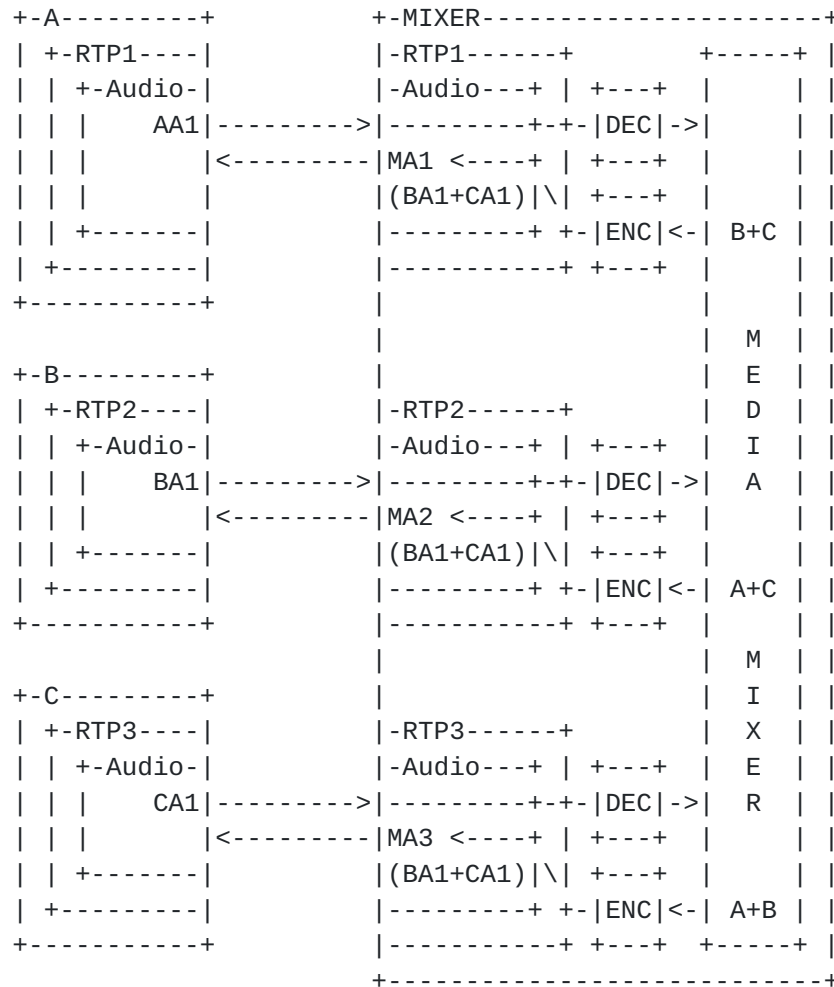 +-A---------+          +-MIXER----------------------+
| +-RTP1----|          |-RTP1------+        +-----+ |
| | +-Audio-|          |-Audio---+ | +---+  |     | |
| | |    AA1|--------->|---------+-+-|DEC|->|     | |
| | |       |<---------|MA1 <----+ | +---+  |     | |
| | |       |          |(BA1+CA1)|\| +---+  |     | |
| | +-------|          |---------+ +-|ENC|<-| B+C | |
| +---------|          |-----------+ +---+  |     | |
+-----------+          |                    |     | |
                       |                    |  M  | |
+-B---------+          |                    |  E  | |
| +-RTP2----|          |-RTP2------+        |  D  | |
| | +-Audio-|          |-Audio---+ | +---+  |  I  | |
| | |    BA1|--------->|---------+-+-|DEC|->|  A  | |
| | |       |<---------|MA2 <----+ | +---+  |     | |
| | +-------|          |(BA1+CA1)|\| +---+  |     | |
| +---------|          |---------+ +-|ENC|<-| A+C | |
+-----------+          |-----------+ +---+  |     | |
                       |                    |  M  | |
+-C---------+          |                    |  I  | |
| +-RTP3----|          |-RTP3------+        |  X  | |
| | +-Audio-|          |-Audio---+ | +---+  |  E  | |
| | |    CA1|--------->|---------+-+-|DEC|->|  R  | |
| | |       |<---------|MA3 <----+ | +---+  |     | |
| | +-------|          |(BA1+CA1)|\| +---+  |     | |
| +---------|          |---------+ +-|ENC|<-| A+B | |
+-----------+          |-----------+ +---+  +-----+ |
                       +----------------------------+